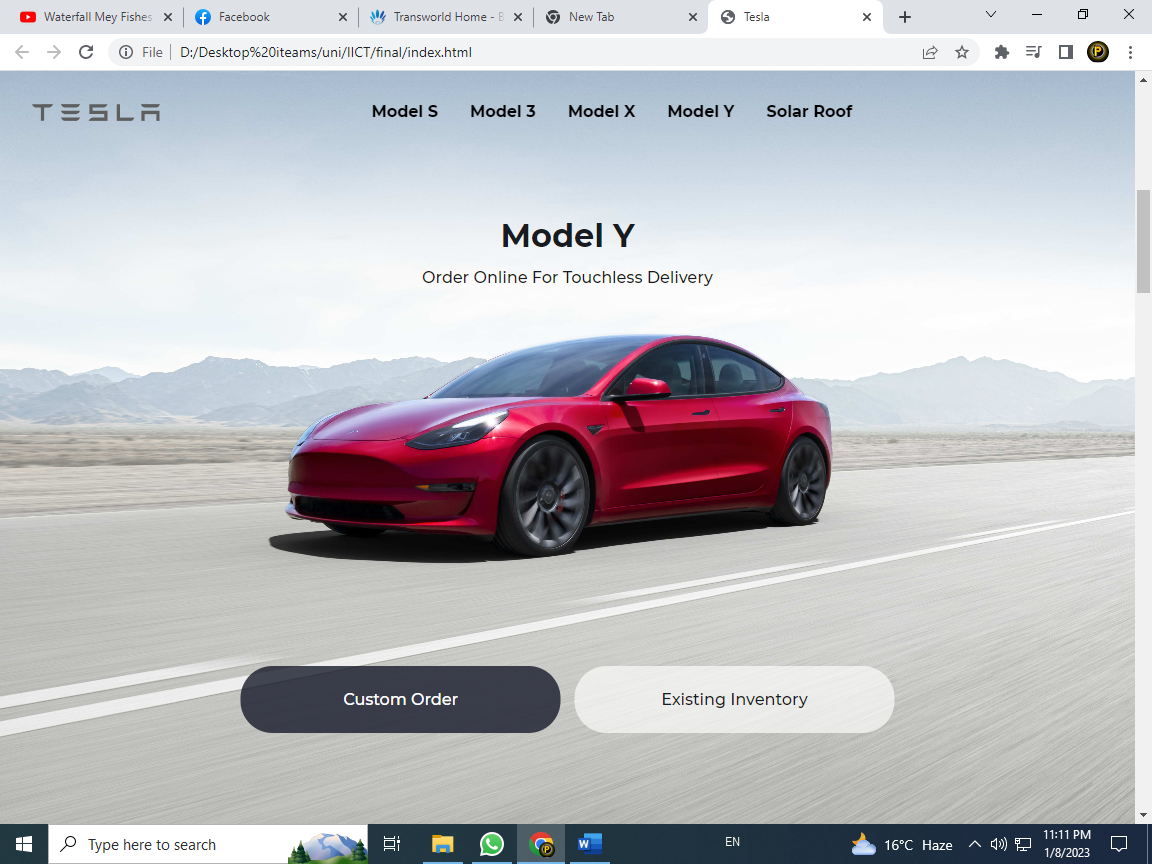 Waterfall Mey Fishes
Facebook
Transworld Home - B
New Tab
Tesla
File
D:/Desktop%20iteams/uni/IICT/final/index.html
TESLA
Model S
Model 3
Model X
Model Y
Solar Roof
Model Y
Order Online For Touchless Delivery
Custom Order
Existing Inventory
Type here to search
EN
16°C Haze
11:11 PM
1/8/2023